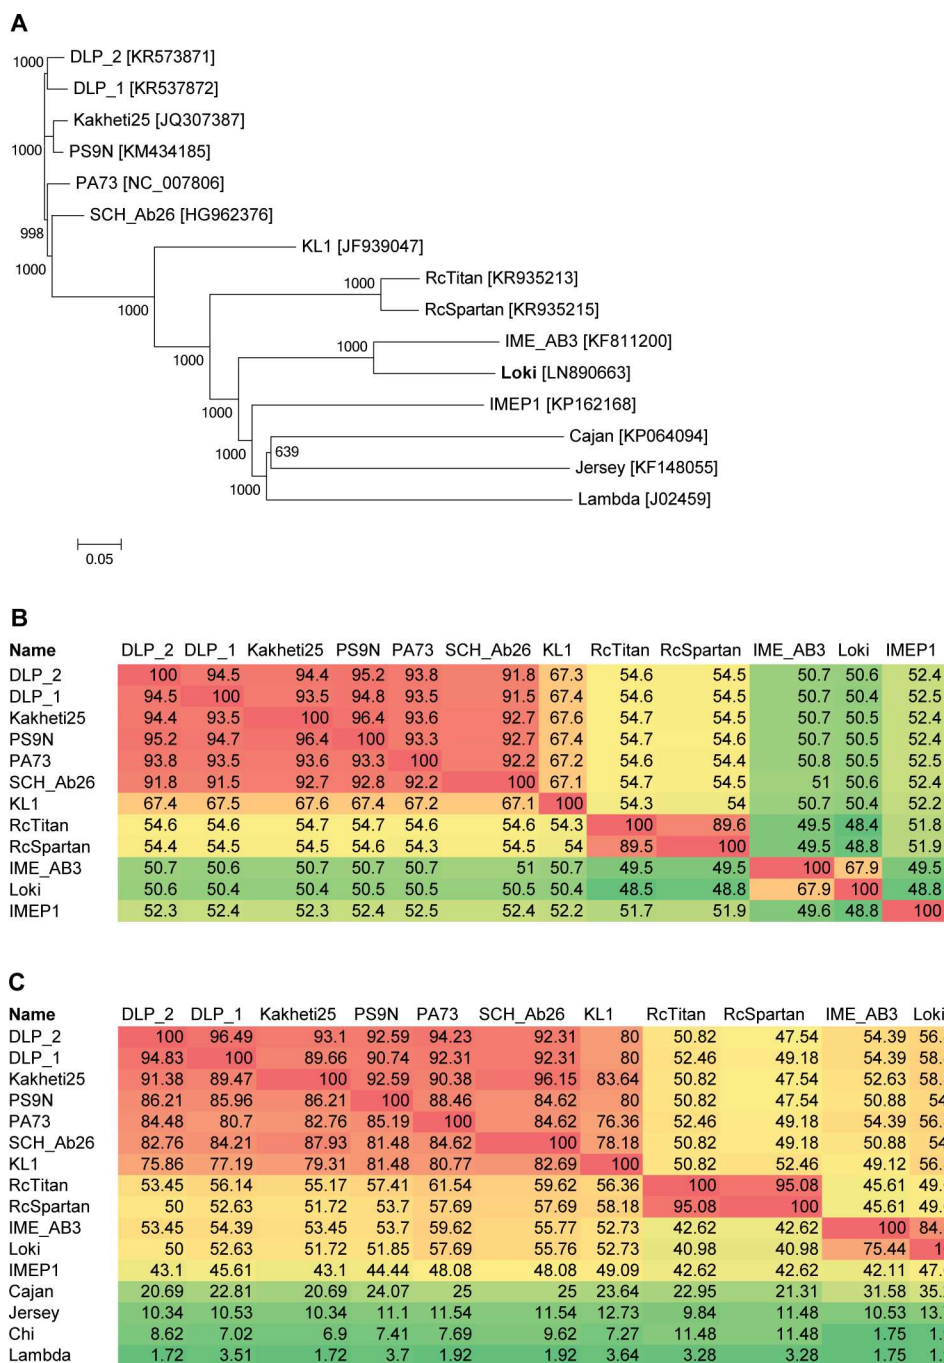 A
DLP_2 [KR573871]
1000
DLP_1 [KR537872]
Kakheti25 [JQ307387]
1000
PS9N [KM434185]
PA73 [NC_007806]
SCH_Ab26 [HG962376]
998
KL1 [JF939047]
1000
RcTitan [KR935213]
1000
1000
RcSpartan [KR935215]
IME_AB3 [KF811200]
1000
1000
Loki [LN890663]
IMEP1 [KP162168]
1000
Cajan [KP064094]
639
1000
Jersey [KF148055]
1000
Lambda [J02459]
0.05
B
Name DLP_2 DLP_1 Kakheti25 PS9N PA73 SCH_Ab26 KL1 RcTitan RcSpartan IME_AB3 Loki IMEP1
DLP_2 100 94.5 94.4 95.2 93.8 91.8 67.3 54.6 54.5 50.7 50.6 52.4
DLP_1 94.5 100 93.5 94.8 93.5 91.5 67.4 54.6 54.5 50.7 50.4 52.5
Kakheti25 94.4 93.5 100 96.4 93.6 92.7 67.6 54.7 54.5 50.7 50.5 52.4
PS9N 95.2 94.7 96.4 100 93.3 92.7 67.4 54.7 54.6 50.7 50.5 52.4
PA73 93.8 93.5 93.6 93.3 100 92.2 67.2 54.6 54.4 50.8 50.5 52.5
SCH_Ab26 91.8 91.5 92.7 92.8 92.2 100 67.1 54.7 54.5 51 50.6 52.4
KL1 67.4 67.5 67.6 67.4 67.2 67.1 100 54.3 54 50.7 50.4 52.2
RcTitan 54.6 54.6 54.7 54.7 54.6 54.6 54.3 100 89.6 49.5 48.4 51.8
RcSpartan 54.4 54.5 54.5 54.6 54.5 54.5 54 89.5 100 49.5 48.8 51.9
IME_AB3 50.7 50.6 50.7 50.7 50.7 51 50.7 49.5 49.5 100 67.9 49.5
Loki 50.6 50.4 50.4 50.5 50.5 50.5 50.4 48.5 48.8 67.9 100 48.8
IMEP1 52.3 52.4 52.3 52.4 52.5 52.4 52.2 51.7 51.9 49.6 48.8 100
C
Name DLP_2 DLP_1 Kakheti25 PS9N PA73 SCH_Ab26 KL1 RcTitan RcSpartan IME_AB3 Loki
DLP_2 100 96.49 93.1 92.59 94.23 92.31 80 50.82 47.54 54.39 56.
DLP_1 94.83 100 89.66 90.74 92.31 92.31 80 52.46 49.18 54.39 58.
Kakheti25 91.38 89.47 100 92.59 90.38 96.15 83.64 50.82 47.54 52.63 58.
PS9N 86.21 85.96 86.21 100 88.46 84.62 80 50.82 47.54 50.88 54
PA73 84.48 80.7 82.76 85.19 100 84.62 76.36 52.46 49.18 54.39 56.
SCH_Ab26 82.76 84.21 87.93 81.48 84.62 100 78.18 50.82 49.18 50.88 54
KL1 75.86 77.19 79.31 81.48 80.77 82.69 100 50.82 52.46 49.12 56.
RcTitan 53.45 56.14 55.17 57.41 61.54 59.62 56.36 100 95.08 45.61 49.
RcSpartan 50 52.63 51.72 53.7 57.69 57.69 58.18 95.08 100 45.61 49.
IME_AB3 53.45 54.39 53.45 53.7 59.62 55.77 52.73 42.62 42.62 100 84.
Loki 50 52.63 51.72 51.85 57.69 55.76 52.73 40.98 40.98 75.44
IMEP1 43.1 45.61 43.1 44.44 48.08 48.08 49.09 42.62 42.62 42.11 47.
Cajan 20.69 22.81 20.69 24.07 25 25 23.64 22.95 21.31 31.58 35.
Jersey 10.34 10.53 10.34 11.1 11.54 11.54 12.73 9.84 11.48 10.53 13.
Chi 8.62 7.02 6.9 7.41 7.69 9.62 7.27 11.48 11.48 1.75 1.
Lambda 1.72 3.51 1.72 3.7 1.92 1.92 3.64 3.28 3.28 1.75 1.